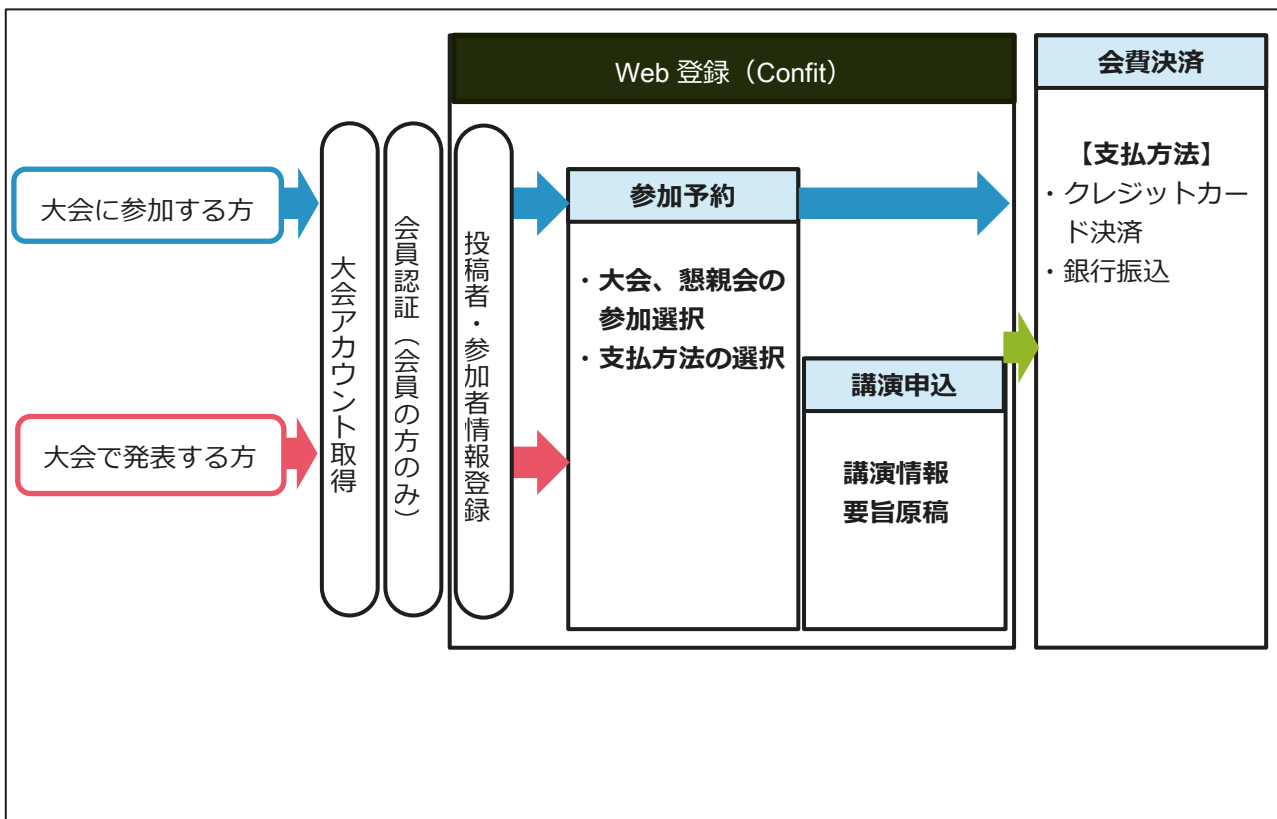 Web 登録（Confit）
会費決済
大会に参加する方
大会で発表する方
大会アカウント取得
会員認証（会員の方のみ）
投稿者・参加者情報登録
参加予約
・大会、懇親会の
参加選択
・支払方法の選択
講演申込
講演情報
要旨原稿
【支払方法】
・クレジットカー
ド決済
・銀行振込